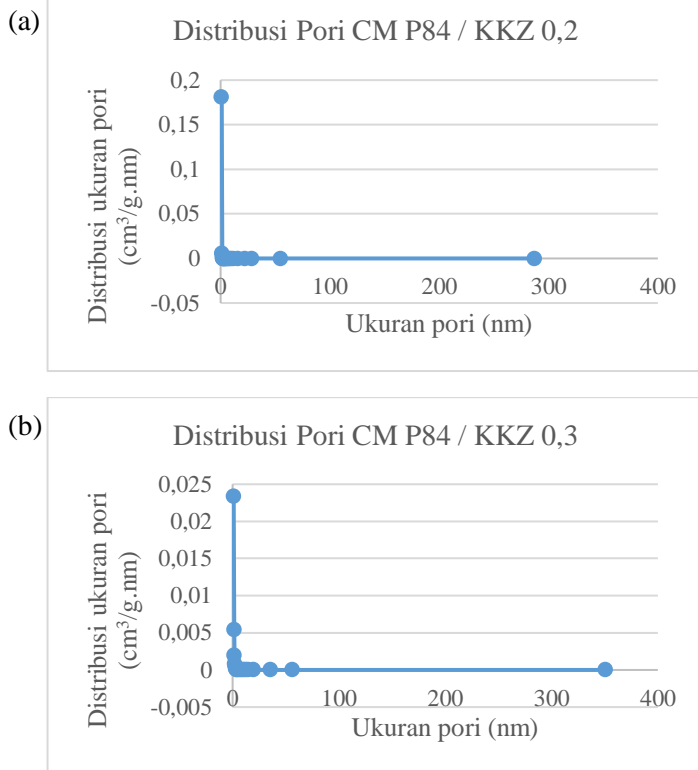 (a)
Distribusi Pori CM P84 / KKZ 0,2
Distribusi ukuran pori
(cm³/g.nm)
0,2
0,15
0,1
0,05
0
-0,05
0 100 200 300 400
Ukuran pori (nm)
(b)
Distribusi Pori CM P84 / KKZ 0,3
Distribusi ukuran pori
(cm³/g.nm)
0,025
0,02
0,015
0,01
0,005
0
-0,005
0 100 200 300 400
Ukuran pori (nm)